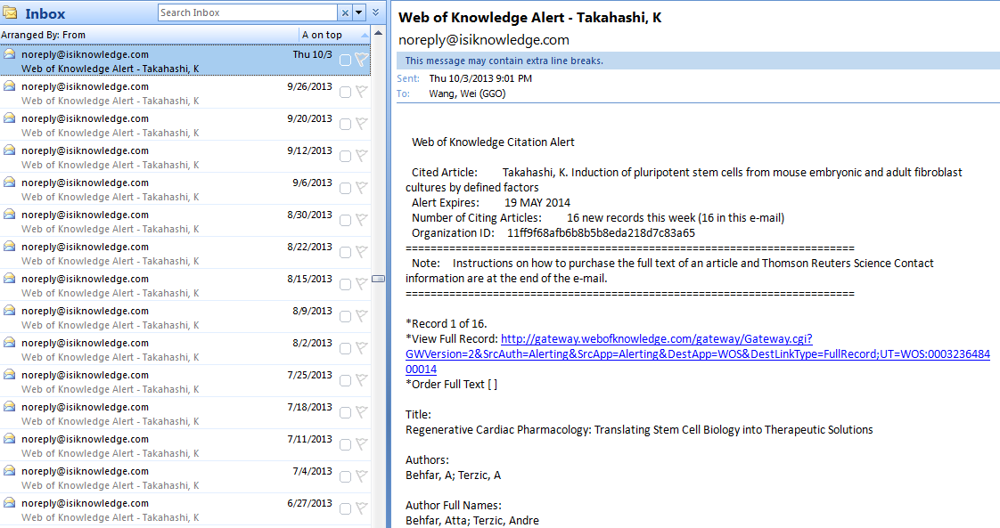 Inbox
Search Inbox
Arranged By: From
A on top
noreply@isiknowledge.com Thu 10/3
Web of Knowledge Alert - Takahashi, K
noreply@isiknowledge.com 9/26/2013
Web of Knowledge Alert - Takahashi, K
noreply@isiknowledge.com 9/20/2013
Web of Knowledge Alert - Takahashi, K
noreply@isiknowledge.com 9/12/2013
Web of Knowledge Alert - Takahashi, K
noreply@isiknowledge.com 9/6/2013
Web of Knowledge Alert - Takahashi, K
noreply@isiknowledge.com 8/30/2013
Web of Knowledge Alert - Takahashi, K
noreply@isiknowledge.com 8/22/2013
Web of Knowledge Alert - Takahashi, K
noreply@isiknowledge.com 8/15/2013
Web of Knowledge Alert - Takahashi, K
noreply@isiknowledge.com 8/9/2013
Web of Knowledge Alert - Takahashi, K
noreply@isiknowledge.com 8/2/2013
Web of Knowledge Alert - Takahashi, K
noreply@isiknowledge.com 7/25/2013
Web of Knowledge Alert - Takahashi, K
noreply@isiknowledge.com 7/18/2013
Web of Knowledge Alert - Takahashi, K
noreply@isiknowledge.com 7/11/2013
Web of Knowledge Alert - Takahashi, K
noreply@isiknowledge.com 7/4/2013
Web of Knowledge Alert - Takahashi, K
noreply@isiknowledge.com 6/27/2013
Web of Knowledge Alert - Takahashi, K
Web of Knowledge Alert - Takahashi, K
noreply@isiknowledge.com
This message may contain extra line breaks.
Sent: Thu 10/3/2013 9:01 PM
To: Wang, Wei (GGO)
Web of Knowledge Citation Alert
Cited Article: Takahashi, K. Induction of pluripotent stem cells from mouse embryonic and adult fibroblast
cultures by defined factors
Alert Expires: 19 MAY 2014
Number of Citing Articles: 16 new records this week (16 in this e-mail)
Organization ID: 11ff9f68afb6b8b5b8eda218d7c83a65
========================================================================
Note: Instructions on how to purchase the full text of an article and Thomson Reuters Science Contact
information are at the end of the e-mail.
========================================================================
*Record 1 of 16.
*View Full Record: http://gateway.webofknowledge.com/gateway/Gateway.cgi?
GWVersion=2&SrcAuth=Alerting&SrcApp=Alerting&DestApp=WOS&DestLinkType=FullRecord;UT=WOS:0003236484
00014
*Order Full Text [ ]
Title:
Regenerative Cardiac Pharmacology: Translating Stem Cell Biology into Therapeutic Solutions
Authors:
Behfar, A; Terzic, A
Author Full Names:
Behfar, Atta; Terzic, Andre